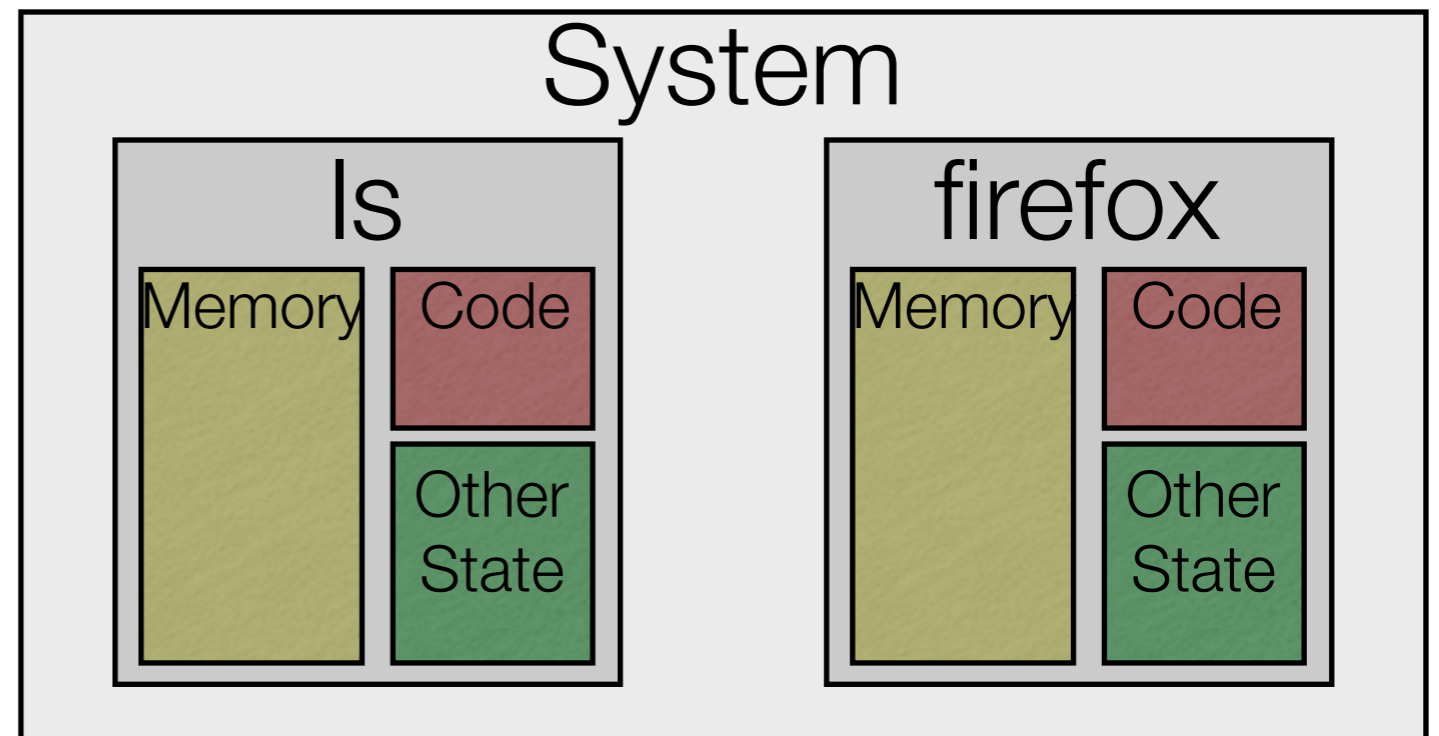 System
ls
firefox
Memory
Code
Other
State
Memory
Code
Other
State